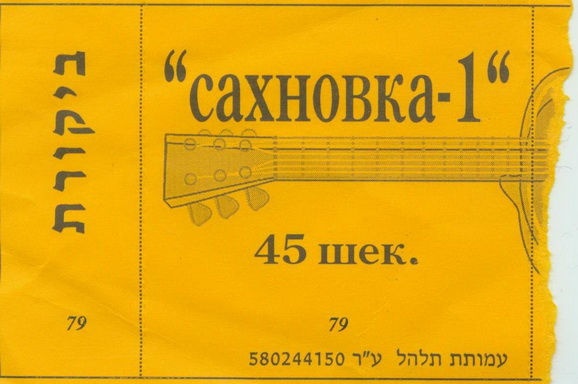 ביקורת
"сахновка-1"
45 шек.
79
79
עמותת תלהל ע"ר 580244150